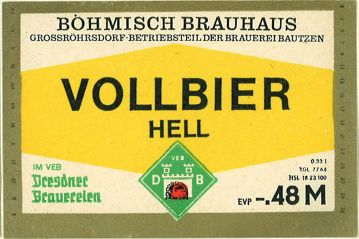 BÖHMISCH BRAUHAUS
GROSSRÖHRSDORF·BETRIEBSTEIL DER BRAUEREI BAUTZEN
VOLLBIER
HELL
IM VEB
Dresdner
Brauereien
VEB
D B
0 33 l
TGL 7764
HSL 18 23 100
EVP -.48 M